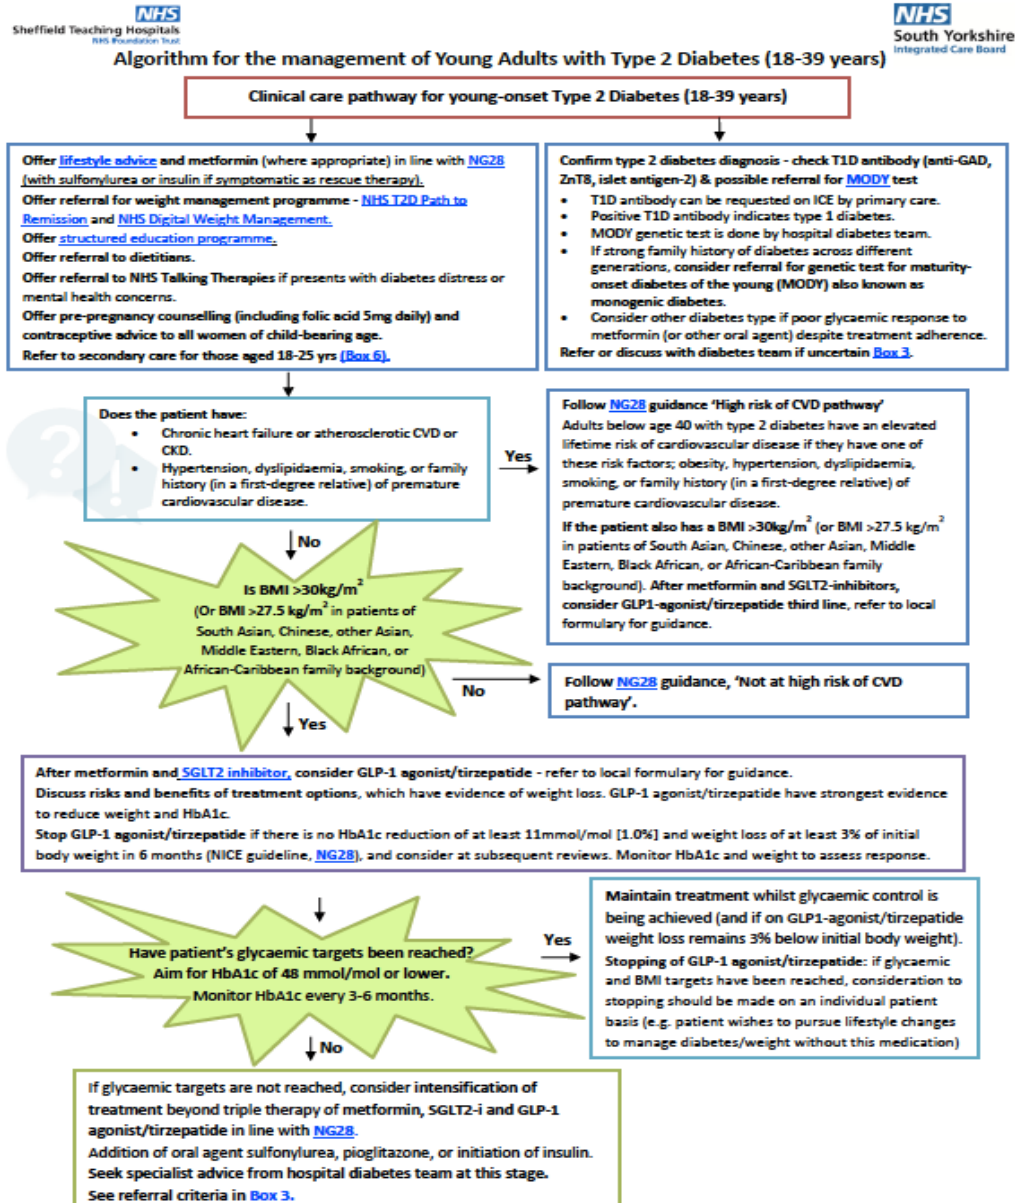 NHS
Sheffield Teaching Hospitals
NHS Foundation Trust
NHS
South Yorkshire
Integrated Care Board
Algorithm for the management of Young Adults with Type 2 Diabetes (18-39 years)
Clinical care pathway for young-onset Type 2 Diabetes (18-39 years)
Offer lifestyle advice and metformin (where appropriate) in line with NG28
(with sulfonylurea or insulin if symptomatic as rescue therapy).
Offer referral for weight management programme - NHS T2D Path to
Remission and NHS Digital Weight Management.
Offer structured education programme.
Offer referral to dietitians.
Offer referral to NHS Talking Therapies if presents with diabetes distress or
mental health concerns.
Offer pre-pregnancy counselling (including folic acid 5mg daily) and
contraceptive advice to all women of child-bearing age.
Refer to secondary care for those aged 18-25 yrs (Box 6).
Confirm type 2 diabetes diagnosis - check T1D antibody (anti-GAD,
ZnT8, islet antigen-2) & possible referral for MODY test
• T1D antibody can be requested on ICE by primary care.
• Positive T1D antibody indicates type 1 diabetes.
• MODY genetic test is done by hospital diabetes team.
• If strong family history of diabetes across different
generations, consider referral for genetic test for maturity-
onset diabetes of the young (MODY) also known as
monogenic diabetes.
• Consider other diabetes type if poor glycaemic response to
metformin (or other oral agent) despite treatment adherence.
Refer or discuss with diabetes team if uncertain Box 3.
Does the patient have:
• Chronic heart failure or atherosclerotic CVD or
CKD.
• Hypertension, dyslipidaemia, smoking, or family
history (in a first-degree relative) of premature
cardiovascular disease.
Yes
Follow NG28 guidance 'High risk of CVD pathway'
Adults below age 40 with type 2 diabetes have an elevated
lifetime risk of cardiovascular disease if they have one of
these risk factors; obesity, hypertension, dyslipidaemia,
smoking, or family history (in a first-degree relative) of
premature cardiovascular disease.
If the patient also has a BMI >30kg/m² (or BMI >27.5 kg/m²
in patients of South Asian, Chinese, other Asian, Middle
Eastern, Black African, or African-Caribbean family
background). After metformin and SGLT2-inhibitors,
consider GLP1-agonist/tirzepatide third line, refer to local
formulary for guidance.
No
Is BMI >30kg/m²
(Or BMI >27.5 kg/m² in patients of
South Asian, Chinese, other Asian,
Middle Eastern, Black African, or
African-Caribbean family background)
No
Follow NG28 guidance, 'Not at high risk of CVD
pathway'.
Yes
After metformin and SGLT2 inhibitor, consider GLP-1 agonist/tirzepatide - refer to local formulary for guidance.
Discuss risks and benefits of treatment options, which have evidence of weight loss. GLP-1 agonist/tirzepatide have strongest evidence
to reduce weight and HbA1c.
Stop GLP-1 agonist/tirzepatide if there is no HbA1c reduction of at least 11mmol/mol [1.0%] and weight loss of at least 3% of initial
body weight in 6 months (NICE guideline, NG28), and consider at subsequent reviews. Monitor HbA1c and weight to assess response.
Have patient's glycaemic targets been reached?
Aim for HbA1c of 48 mmol/mol or lower.
Monitor HbA1c every 3-6 months.
Yes
Maintain treatment whilst glycaemic control is
being achieved (and if on GLP1-agonist/tirzepatide
weight loss remains 3% below initial body weight).
Stopping of GLP-1 agonist/tirzepatide: if glycaemic
and BMI targets have been reached, consideration to
stopping should be made on an individual patient
basis (e.g. patient wishes to pursue lifestyle changes
to manage diabetes/weight without this medication)
No
If glycaemic targets are not reached, consider intensification of
treatment beyond triple therapy of metformin, SGLT2-i and GLP-1
agonist/tirzepatide in line with NG28.
Addition of oral agent sulfonylurea, pioglitazone, or initiation of insulin.
Seek specialist advice from hospital diabetes team at this stage.
See referral criteria in Box 3.